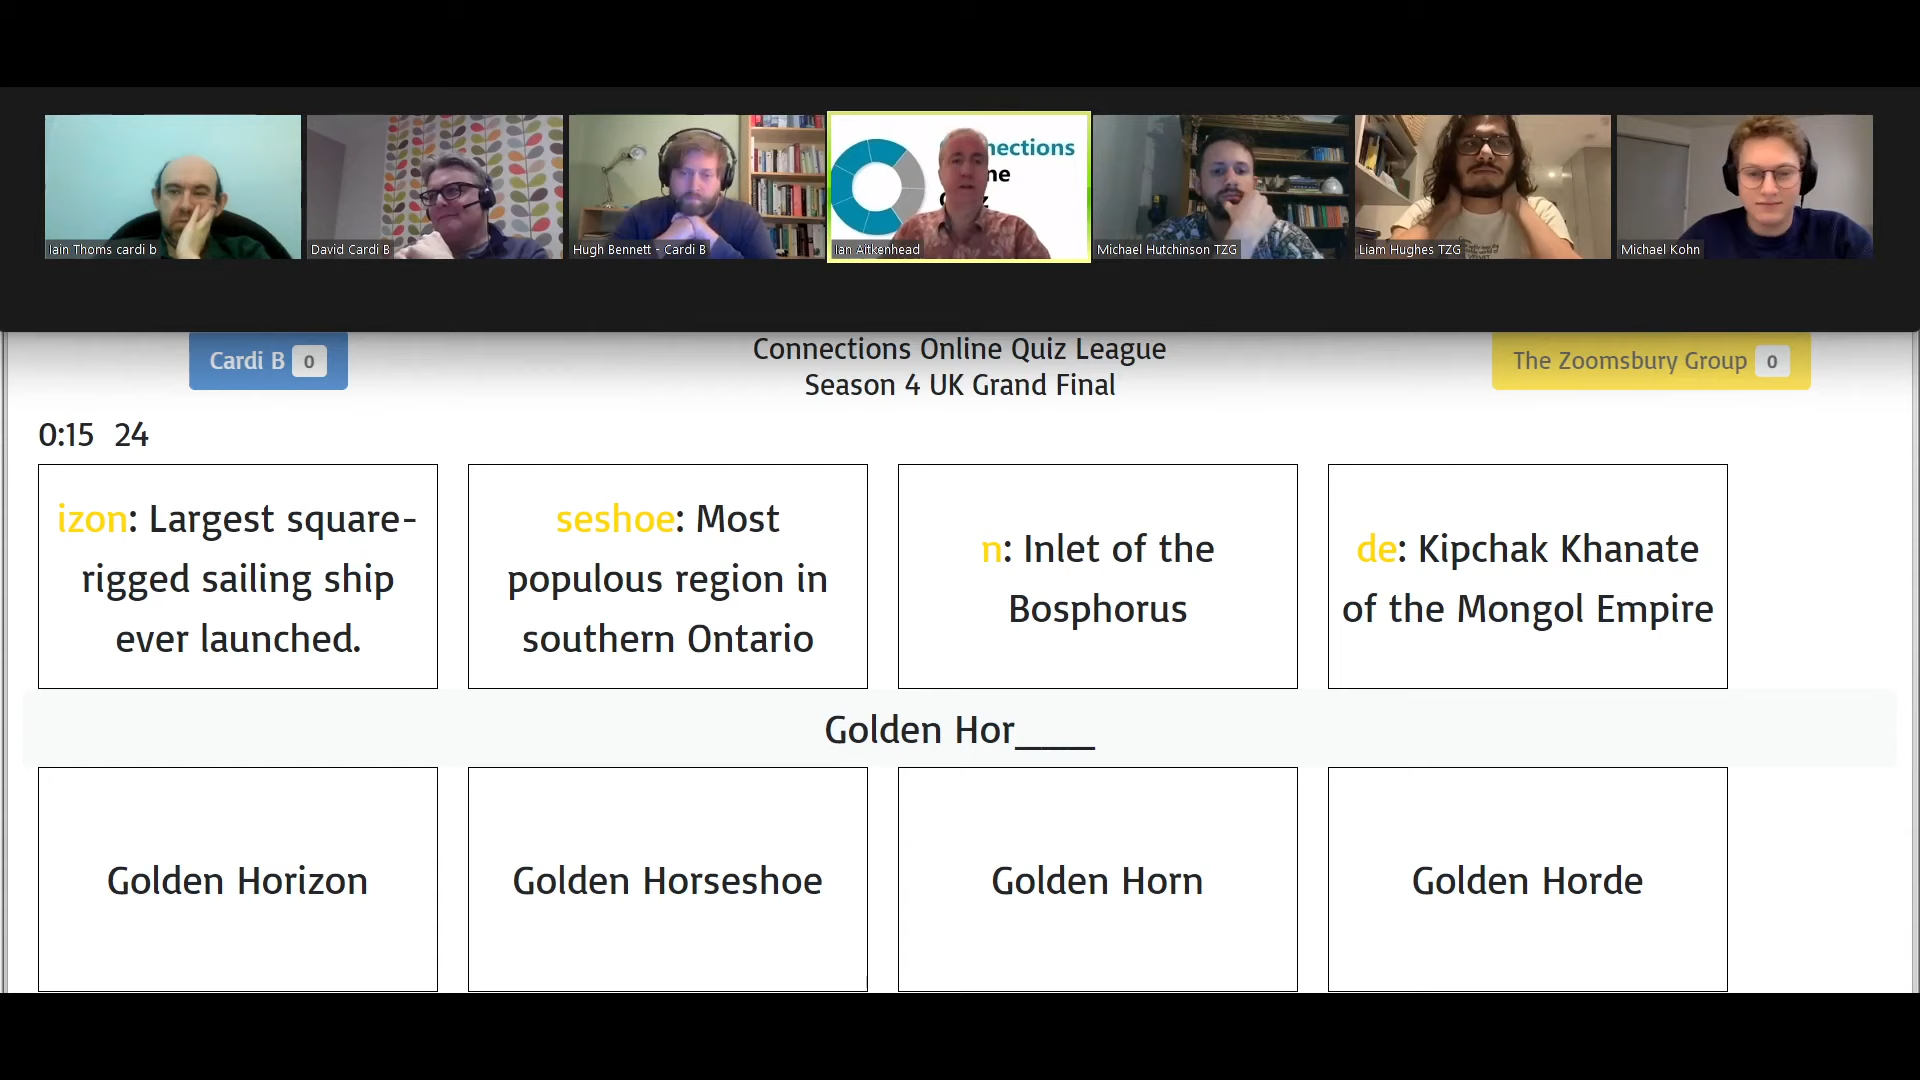 nections
ne
Iain Thoms cardi b
David Cardi B
Hugh Bennett - Cardi B
Ian Aitkenhead
Michael Hutchinson TZG
Liam Hughes TZG
Michael Kohn
Cardi B 0
Connections Online Quiz League
Season 4 UK Grand Final
The Zoomsbury Group 0
0:15 24
izon: Largest square-
rigged sailing ship
ever launched.
seshoe: Most
populous region in
southern Ontario
n: Inlet of the
Bosphorus
de: Kipchak Khanate
of the Mongol Empire
Golden Hor____
Golden Horizon
Golden Horseshoe
Golden Horn
Golden Horde